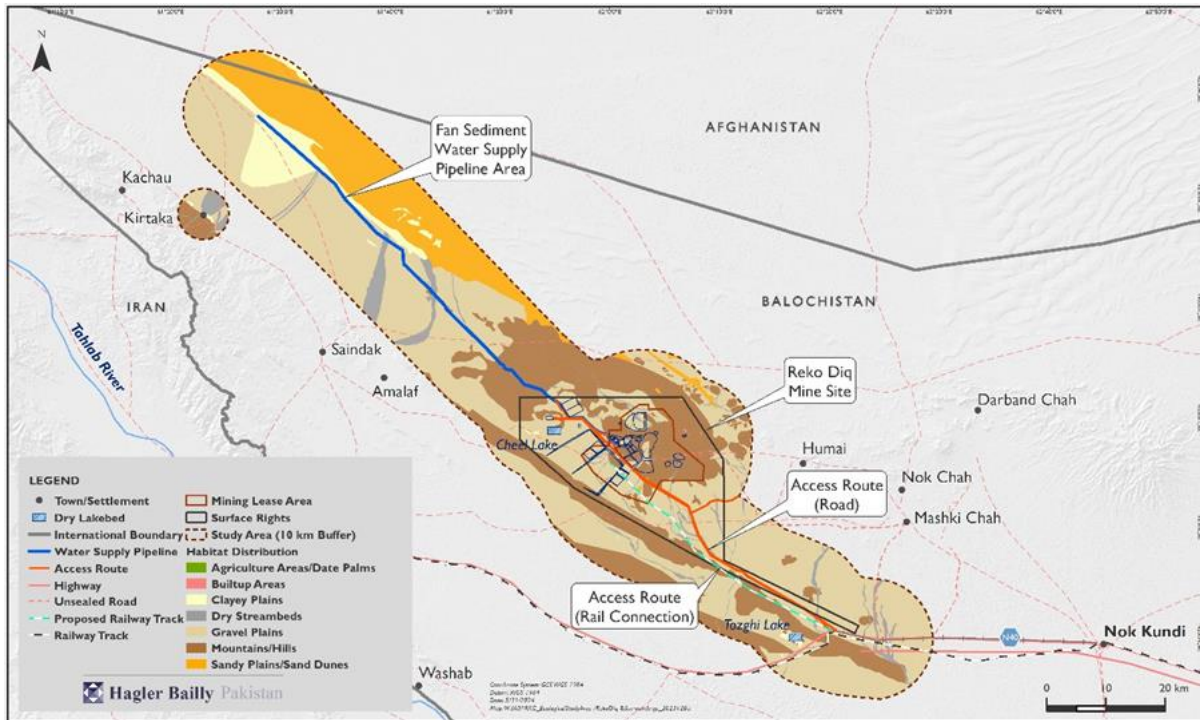 N
AFGHANISTAN
Fan Sediment
Water Supply
Pipeline Area
Kachau
Kirtaka
IRAN
BALOCHISTAN
Tahlab River
Saindak
Amalaf
Reko Diq
Mine Site
Darband Chah
Cheel Lake
Humai
Nok Chah
Access Route
(Road)
Mashki Chah
Access Route
(Rail Connection)
Tozghi Lake
N40
Nok Kundi
Washab
0 10 20 km
LEGEND
Town/Settlement
Dry Lakebed
International Boundary
Water Supply Pipeline
Access Route
Highway
Unsealed Road
Proposed Railway Track
Railway Track
Mining Lease Area
Surface Rights
Study Area (10 km Buffer)
Habitat Distribution
Agriculture Areas/Date Palms
Builtup Areas
Clayey Plains
Dry Streambeds
Gravel Plains
Mountains/Hills
Sandy Plains/Sand Dunes
Hagler Bailly Pakistan